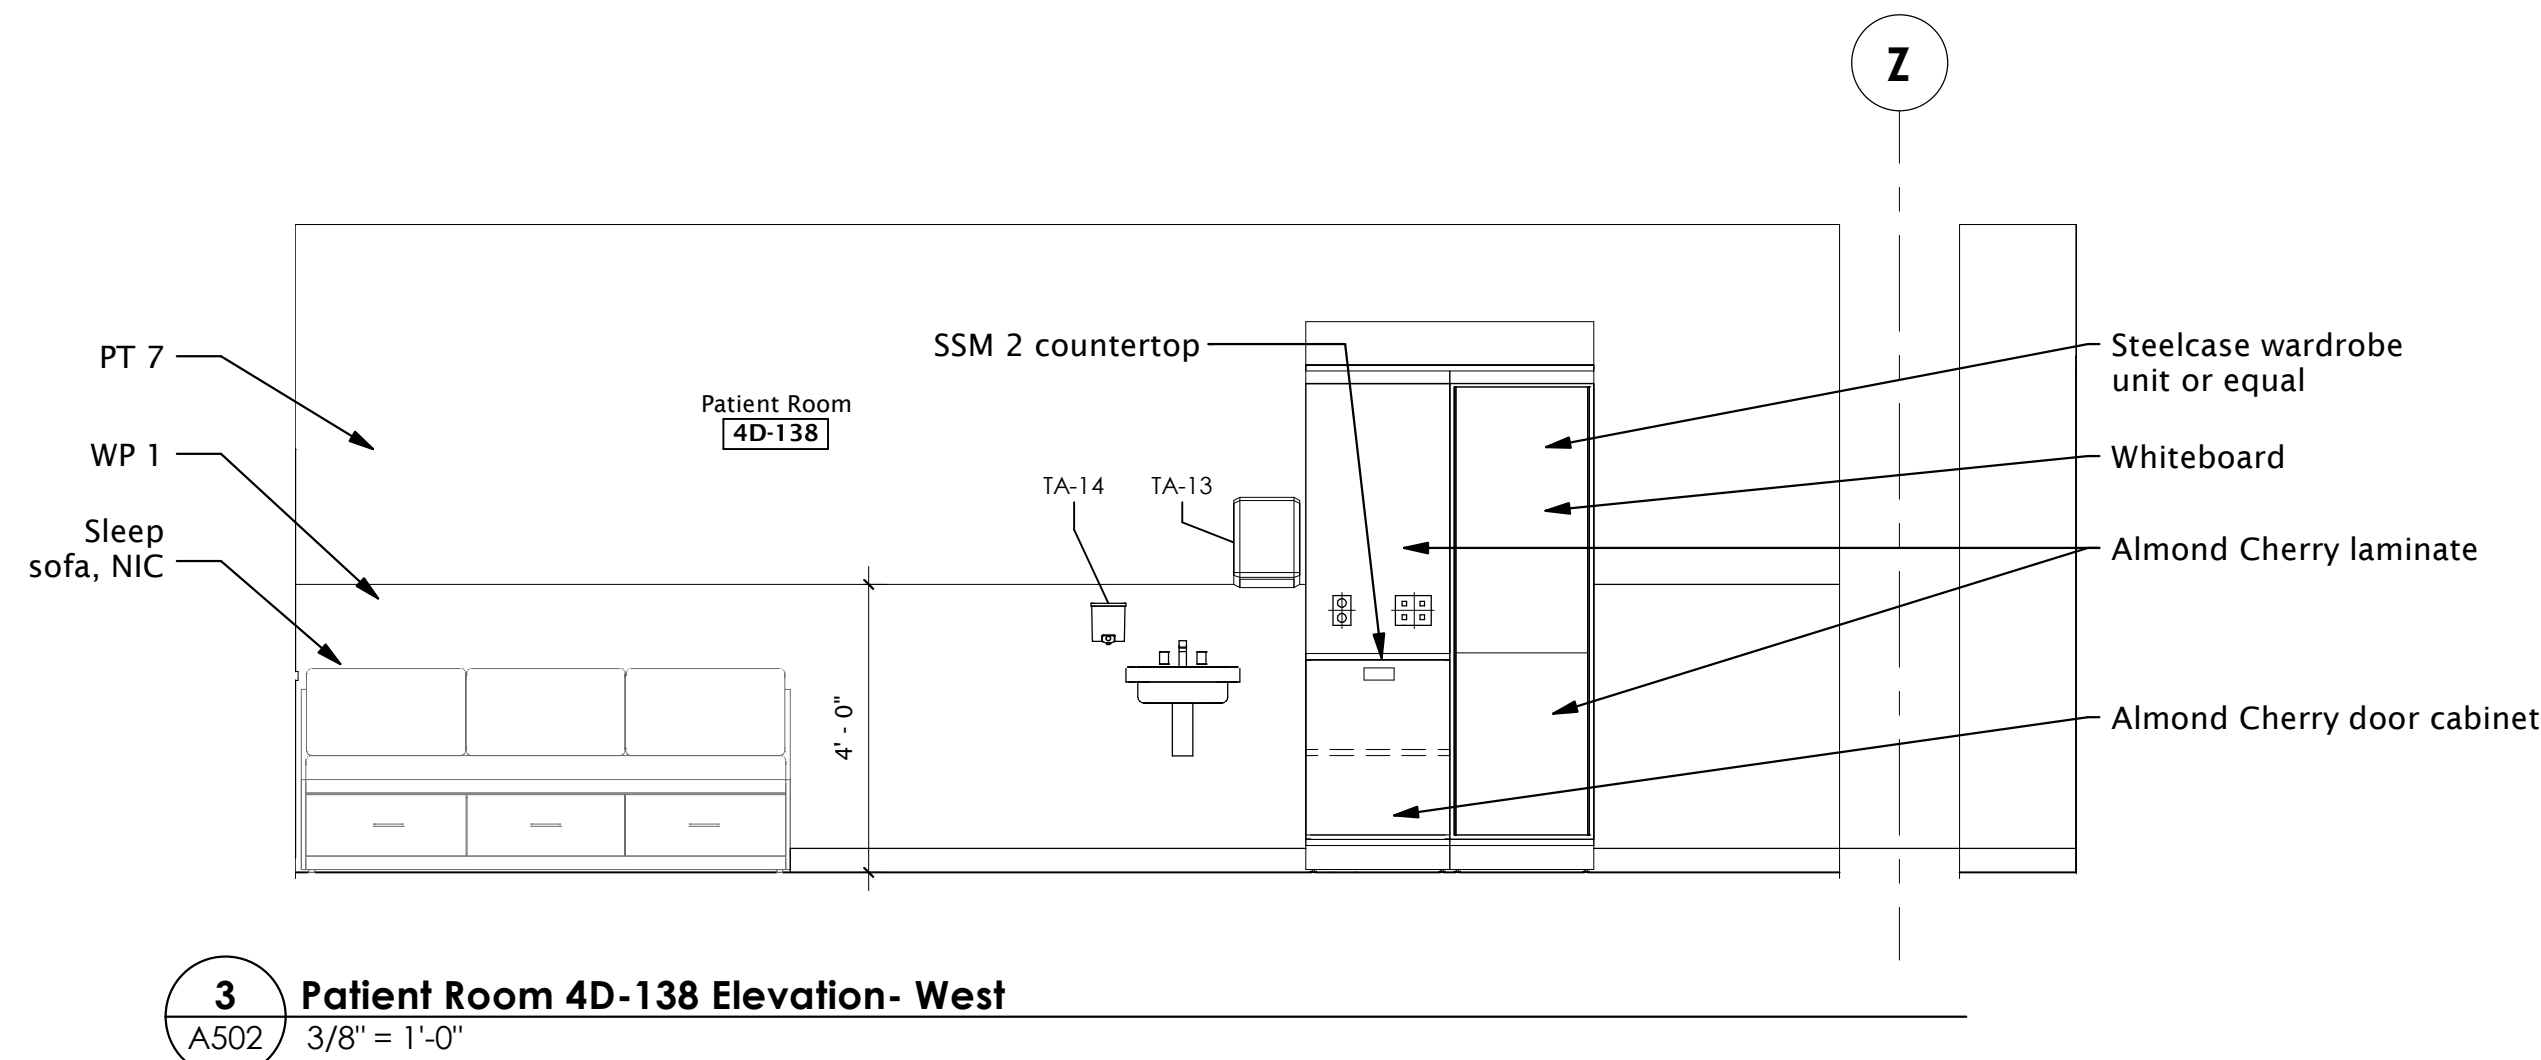 Z
PT 7
WP 1
Sleep
sofa, NIC
Patient Room
4D-138
SSM 2 countertop
TA-14
TA-13
4' - 0"
Steelcase wardrobe
unit or equal
Whiteboard
Almond Cherry laminate
Almond Cherry door cabinet
3
A502
Patient Room 4D-138 Elevation- West
3/8" = 1'-0"